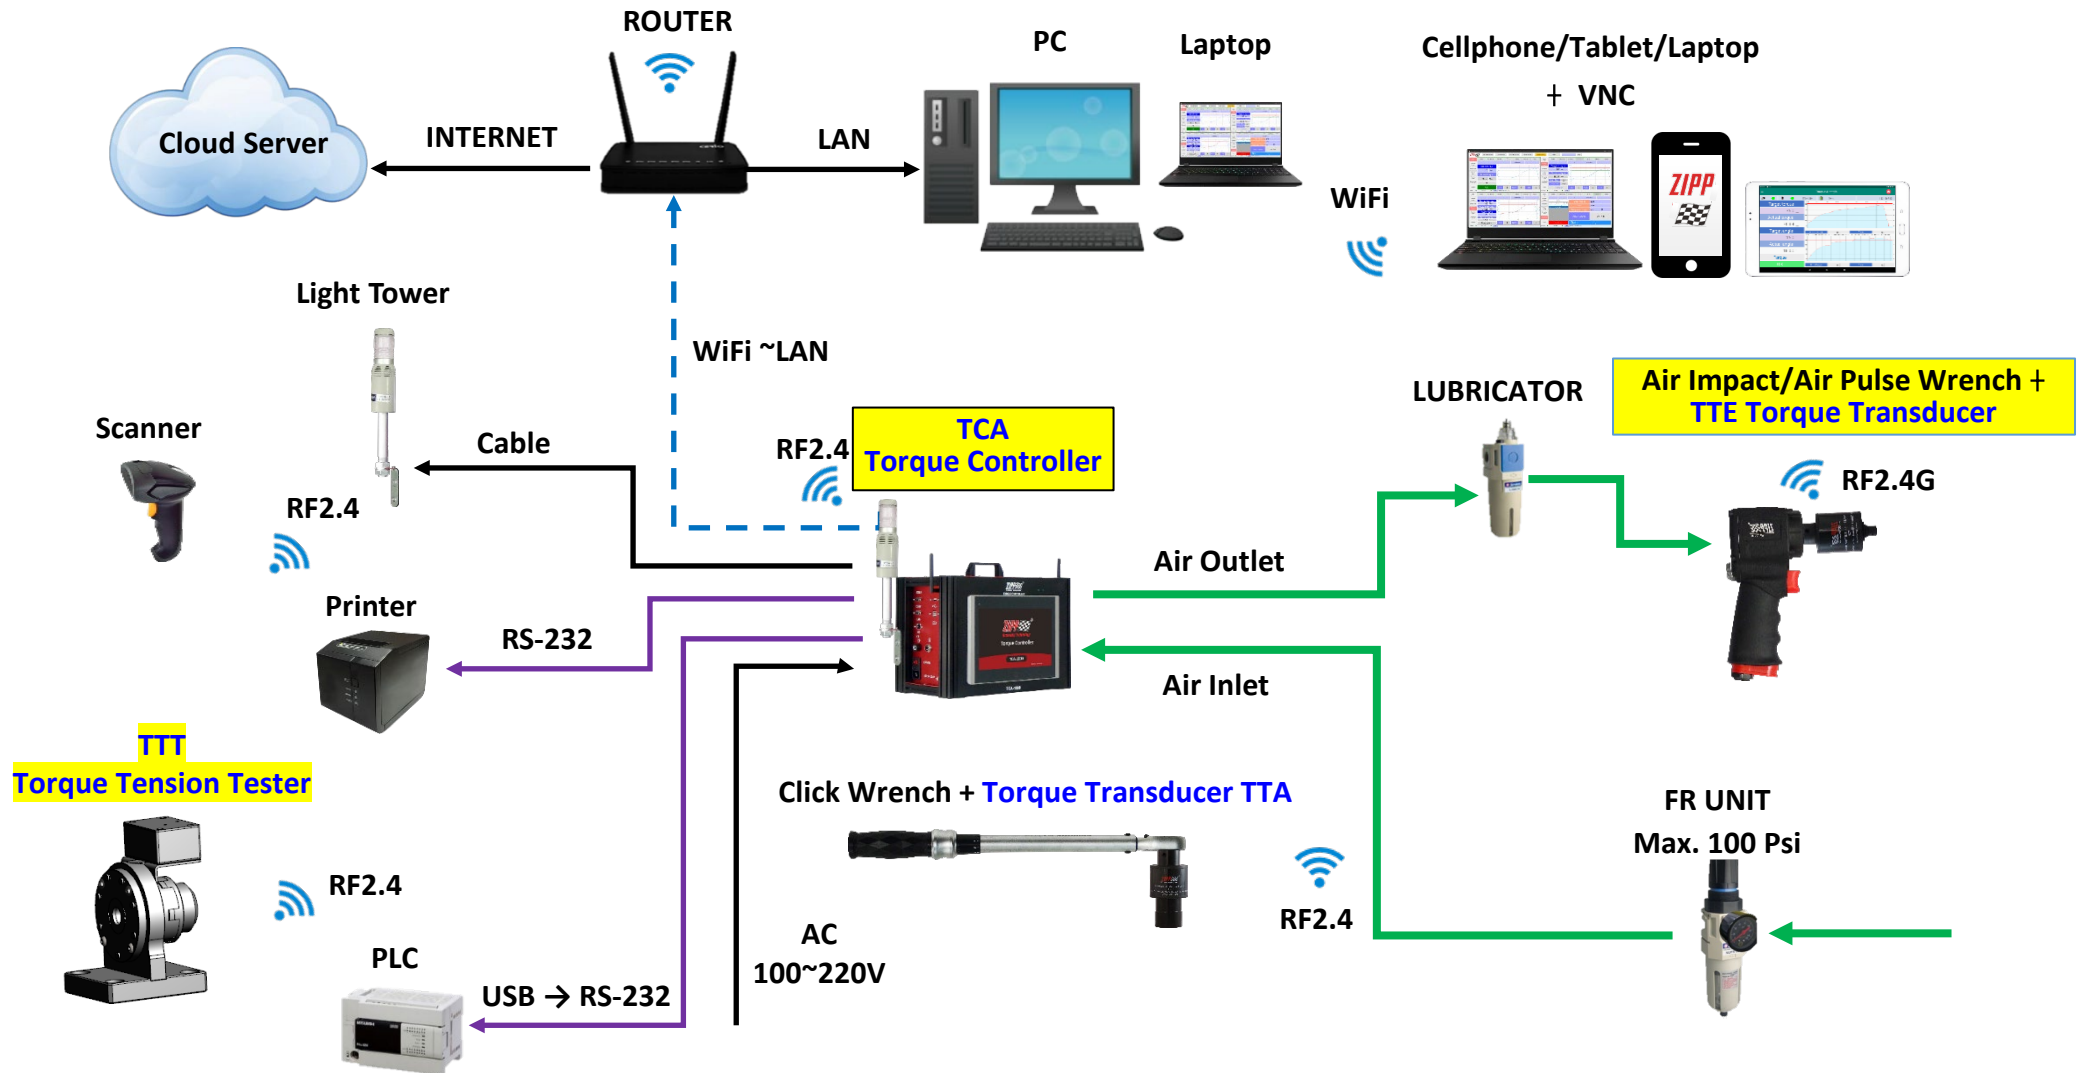 ROUTER
PC
Laptop
Cellphone/Tablet/Laptop
+ VNC
Cloud Server
INTERNET
LAN
WiFi
ZIPP
Light Tower
WiFi ~LAN
Air Impact/Air Pulse Wrench +
TTE Torque Transducer
LUBRICATOR
Scanner
Cable
RF2.4
TCA
Torque Controller
RF2.4G
RF2.4
Air Outlet
Printer
RS-232
ZIPP
Torque Controller
Air Inlet
TTT
Torque Tension Tester
Click Wrench + Torque Transducer TTA
FR UNIT
Max. 100 Psi
RF2.4
RF2.4
AC
100~220V
PLC
USB → RS-232